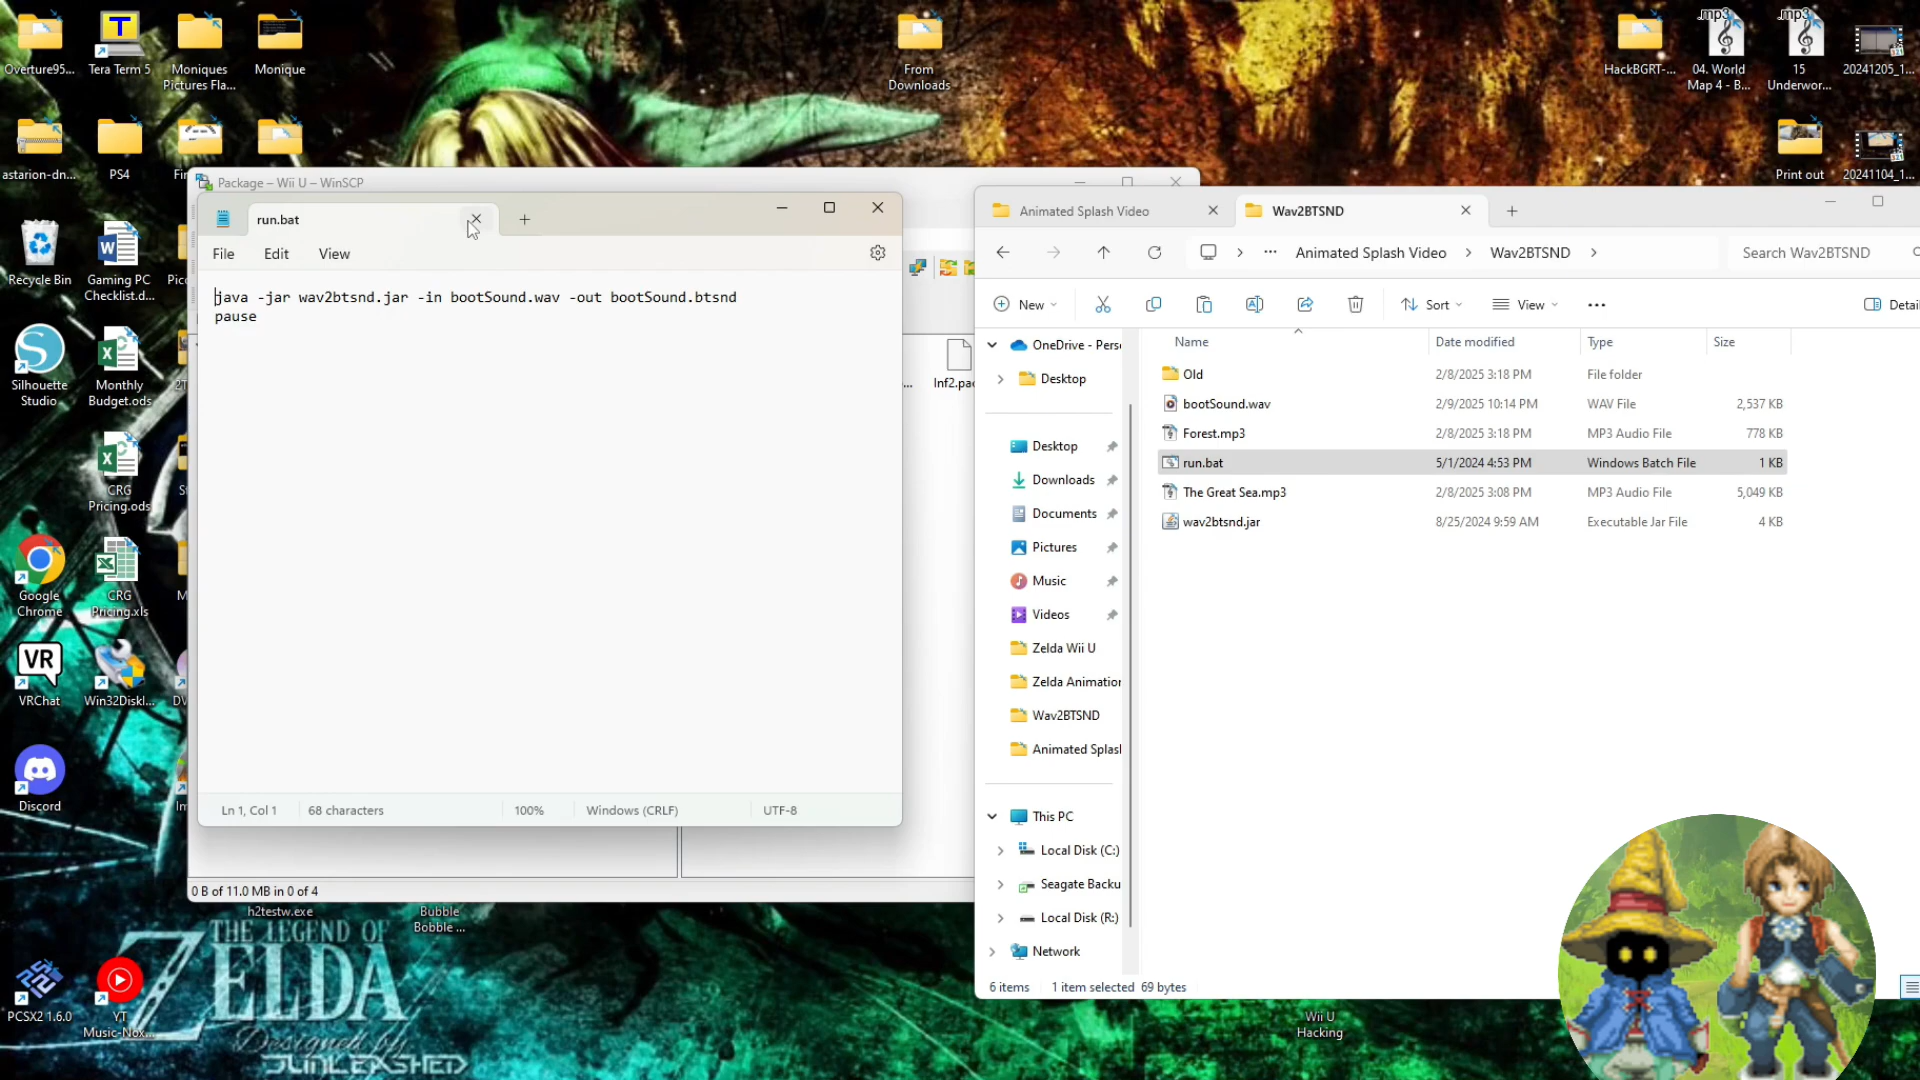 .mp3
.mp3
Overture95...
Tera Term 5
Moniques
Pictures Fla...
Monique
From
Downloads
HackBGRT-...
04. World
Map 4 - B...
15
Underwor...
20241205_1...
astarion-dn...
PS4
Print out
20241104_1...
Package – Wii U – WinSCP
run.bat
File
Edit
View
java -jar wav2btsnd.jar -in bootSound.wav -out bootSound.btsnd
pause
Ln 1, Col 1
68 characters
100%
Windows (CRLF)
UTF-8
0 B of 11.0 MB in 0 of 4
Inf2.pac
Animated Splash Video
Wav2BTSND
Animated Splash Video
Wav2BTSND
Search Wav2BTSND
New
Sort
View
Name
Date modified
Type
Size
Old
2/8/2025 3:18 PM
File folder
bootSound.wav
2/9/2025 10:14 PM
WAV File
2,537 KB
Forest.mp3
2/8/2025 3:18 PM
MP3 Audio File
778 KB
run.bat
5/1/2024 4:53 PM
Windows Batch File
1 KB
The Great Sea.mp3
2/8/2025 3:08 PM
MP3 Audio File
5,049 KB
wav2btsnd.jar
8/25/2024 9:59 AM
Executable Jar File
4 KB
OneDrive - Pers
Desktop
Desktop
Downloads
Documents
Pictures
Music
Videos
Zelda Wii U
Zelda Animation
Wav2BTSND
Animated Splash
This PC
Local Disk (C:)
Seagate Backu
Local Disk (R:)
Network
6 items
1 item selected
69 bytes
Recycle Bin
Gaming PC
Checklist.d...
Silhouette
Studio
Monthly
Budget.ods
CRG
Pricing.ods
Google
Chrome
CRG
Pricing.xls
VR
VRChat
Win32Diskl...
Discord
PCSX2 1.6.0
YT
Music-Nox...
h2testw.exe
Bubble
Bobble ...
Wii U
Hacking
THE LEGEND OF
ZELDA
Designed by
JUNLEASHED